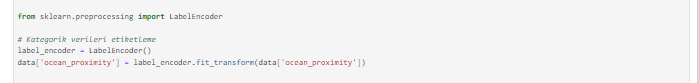 from sklearn.preprocessing import LabelEncoder
# Kategorik verileri etiketleme
label_encoder = LabelEncoder()
data['ocean_proximity'] = label_encoder.fit_transform(data['ocean_proximity'])